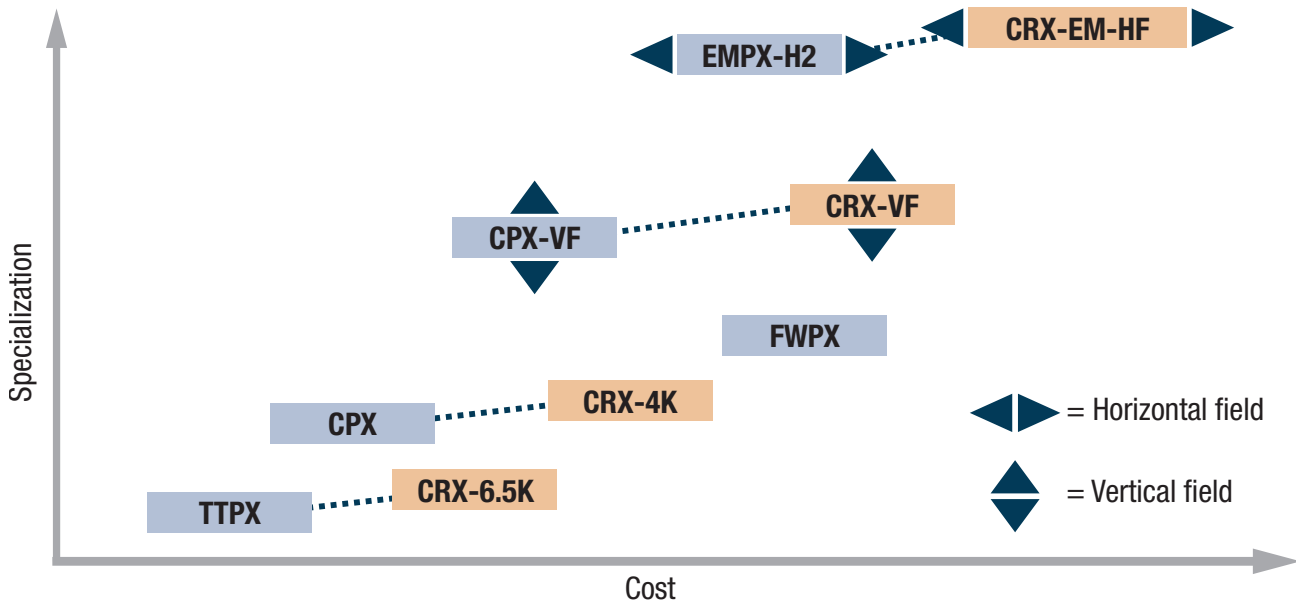 CRX-EM-HF
EMPX-H2
CRX-VF
CPX-VF
FWPX
CRX-4K
CPX
CRX-6.5K
TTPX
= Horizontal field
= Vertical field
Specialization
Cost